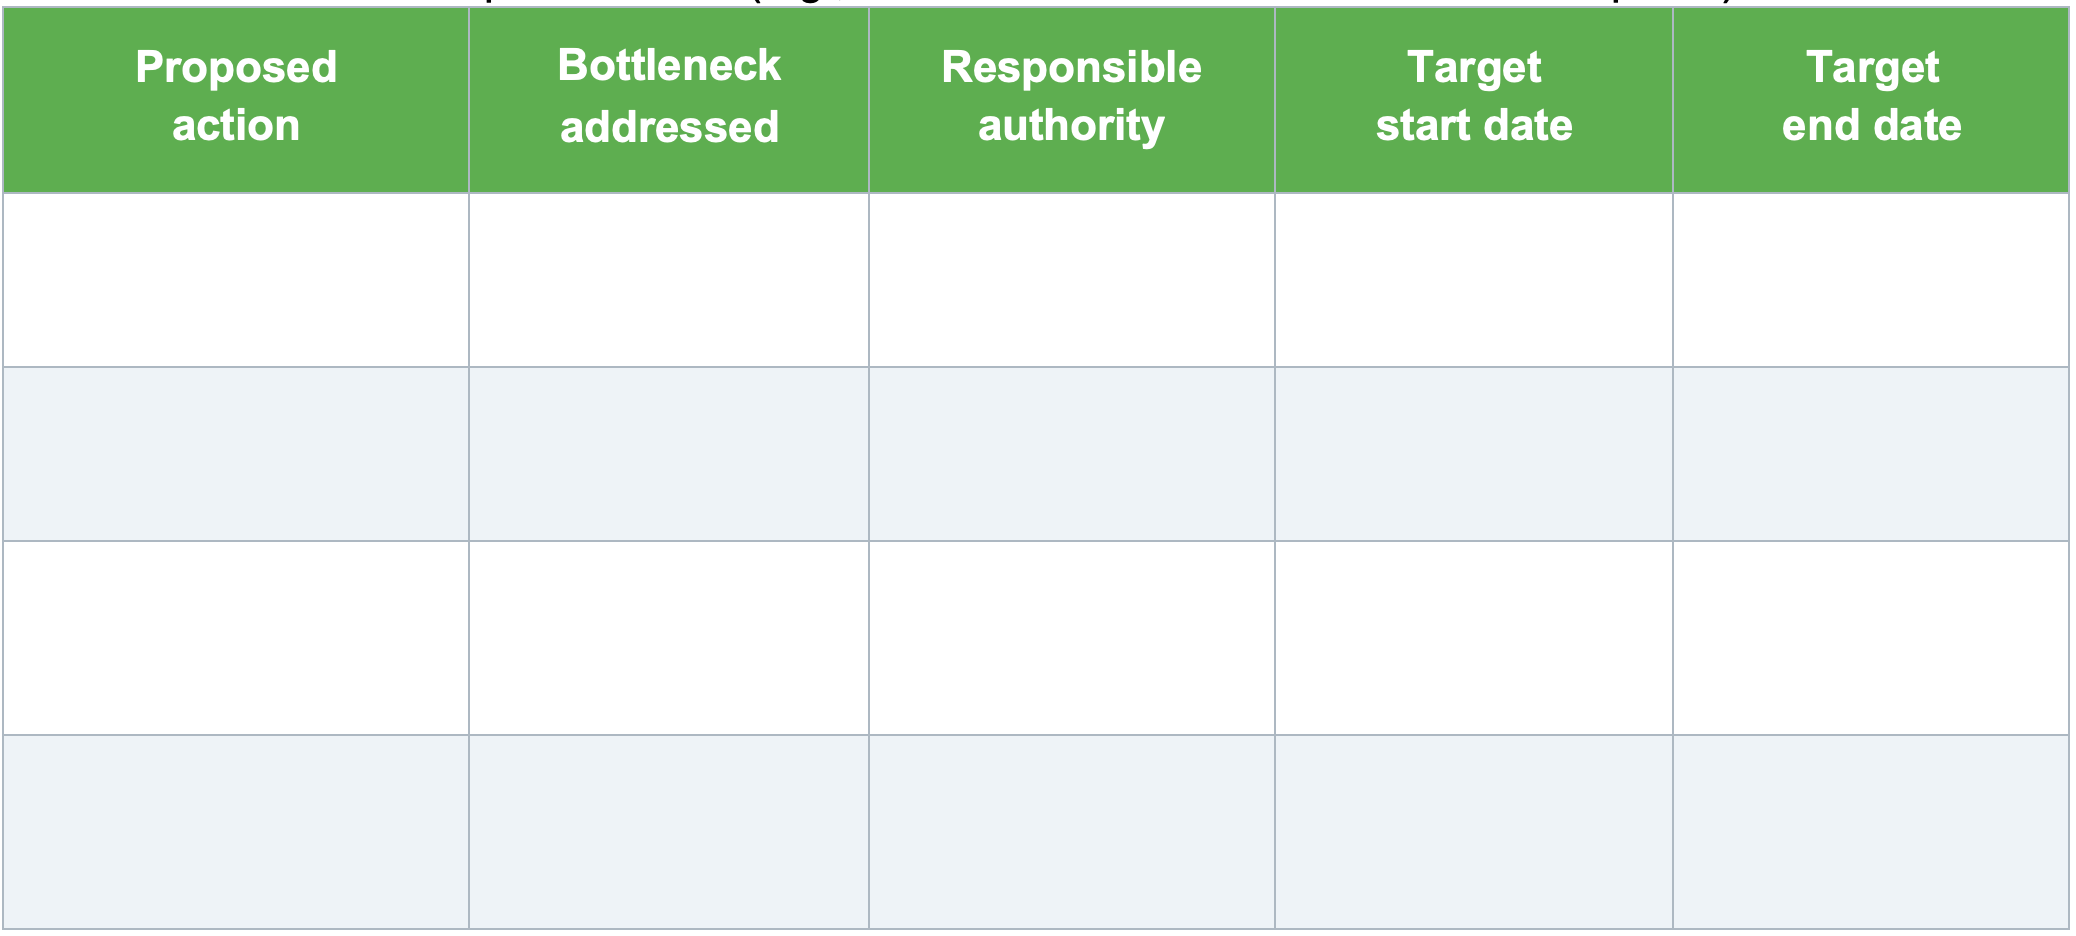 Proposed
action
Bottleneck
addressed
Responsible
authority
Target
start date
Target
end date